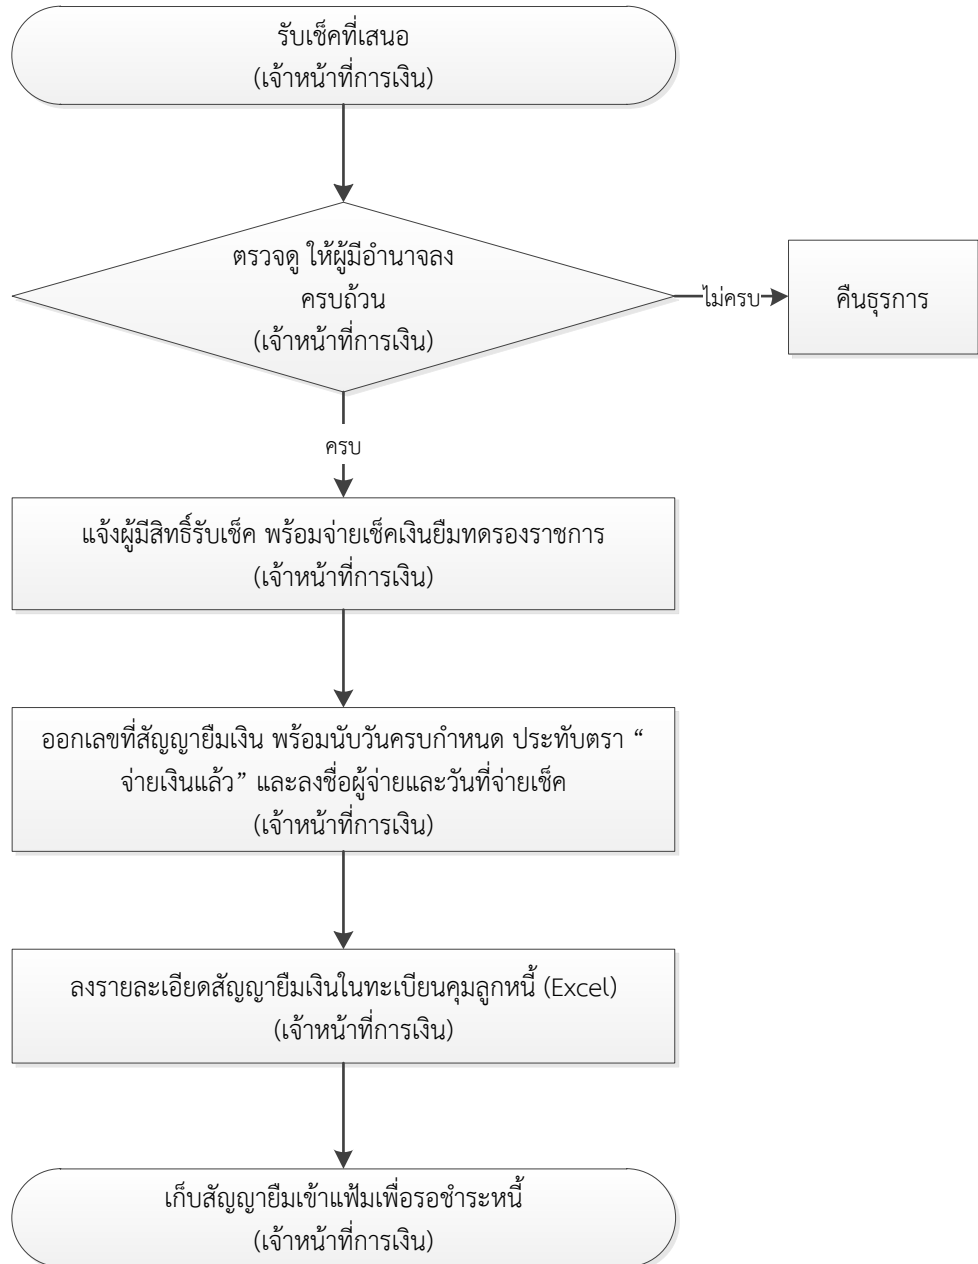 รับเช็คที่เสนอ
(เจ้าหน้าที่การเงิน)
ตรวจดู ให้ผู้มีอำนาจลง
ครบถ้วน
(เจ้าหน้าที่การเงิน)
ไม่ครบ
คืนธุรการ
ครบ
แจ้งผู้มีสิทธิ์รับเช็ค พร้อมจ่ายเช็คเงินยืมทดรองราชการ
(เจ้าหน้าที่การเงิน)
ออกเลขที่สัญญายืมเงิน พร้อมนับวันครบกำหนด ประทับตรา “
จ่ายเงินแล้ว” และลงชื่อผู้จ่ายและวันที่จ่ายเช็ค
(เจ้าหน้าที่การเงิน)
ลงรายละเอียดสัญญายืมเงินในทะเบียนคุมลูกหนี้ (Excel)
(เจ้าหน้าที่การเงิน)
เก็บสัญญายืมเข้าแฟ้มเพื่อรอชำระหนี้
(เจ้าหน้าที่การเงิน)